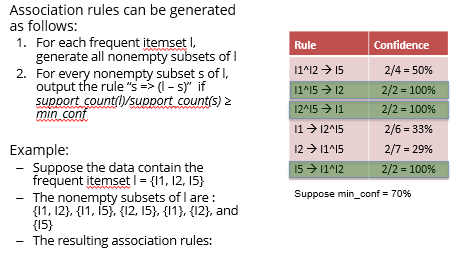 Association rules can be generated
as follows:
1. For each frequent itemset l,
generate all nonempty subsets of l
2. For every nonempty subset s of l,
output the rule “s => (l – s)” if
support_count(l)/support_count(s) ≥
min_conf
Example:
– Suppose the data contain the
frequent itemset l = {I1, I2, I5}
– The nonempty subsets of l are :
{I1, I2}, {I1, I5}, {I2, I5}, {I1}, {I2}, and
{I5}
– The resulting association rules:
Rule Confidence
I1^I2 → I5 2/4 = 50%
I1^I5 → I2 2/2 = 100%
I2^I5 → I1 2/2 = 100%
I1 → I2^I5 2/6 = 33%
I2 → I1^I5 2/7 = 29%
I5 → I1^I2 2/2 = 100%
Suppose min_conf = 70%